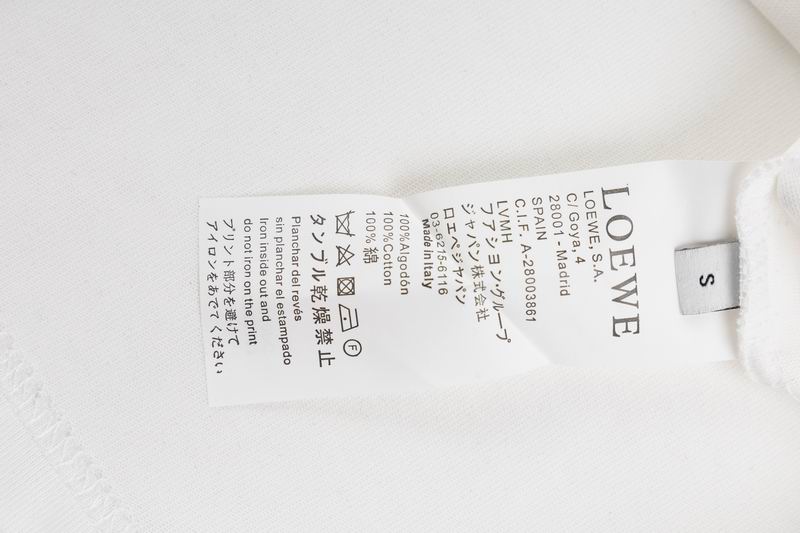 S
LOEWE
LOEWE, S.A.
C/ Goya, 4
28001 - Madrid
SPAIN
C.I.F. A-28003861
LVMH
ファション・グループ
ジャパン株式会社
ロエベジャパン
03-6215-6116
Made in Italy
100%Algodón
100%Cotton
100% 綿
F
タンブル乾燥禁止
Planchar del revés
sin planchar el estampado
Iron inside out and
do not iron on the print
プリント部分を避けて
アイロンをあてください